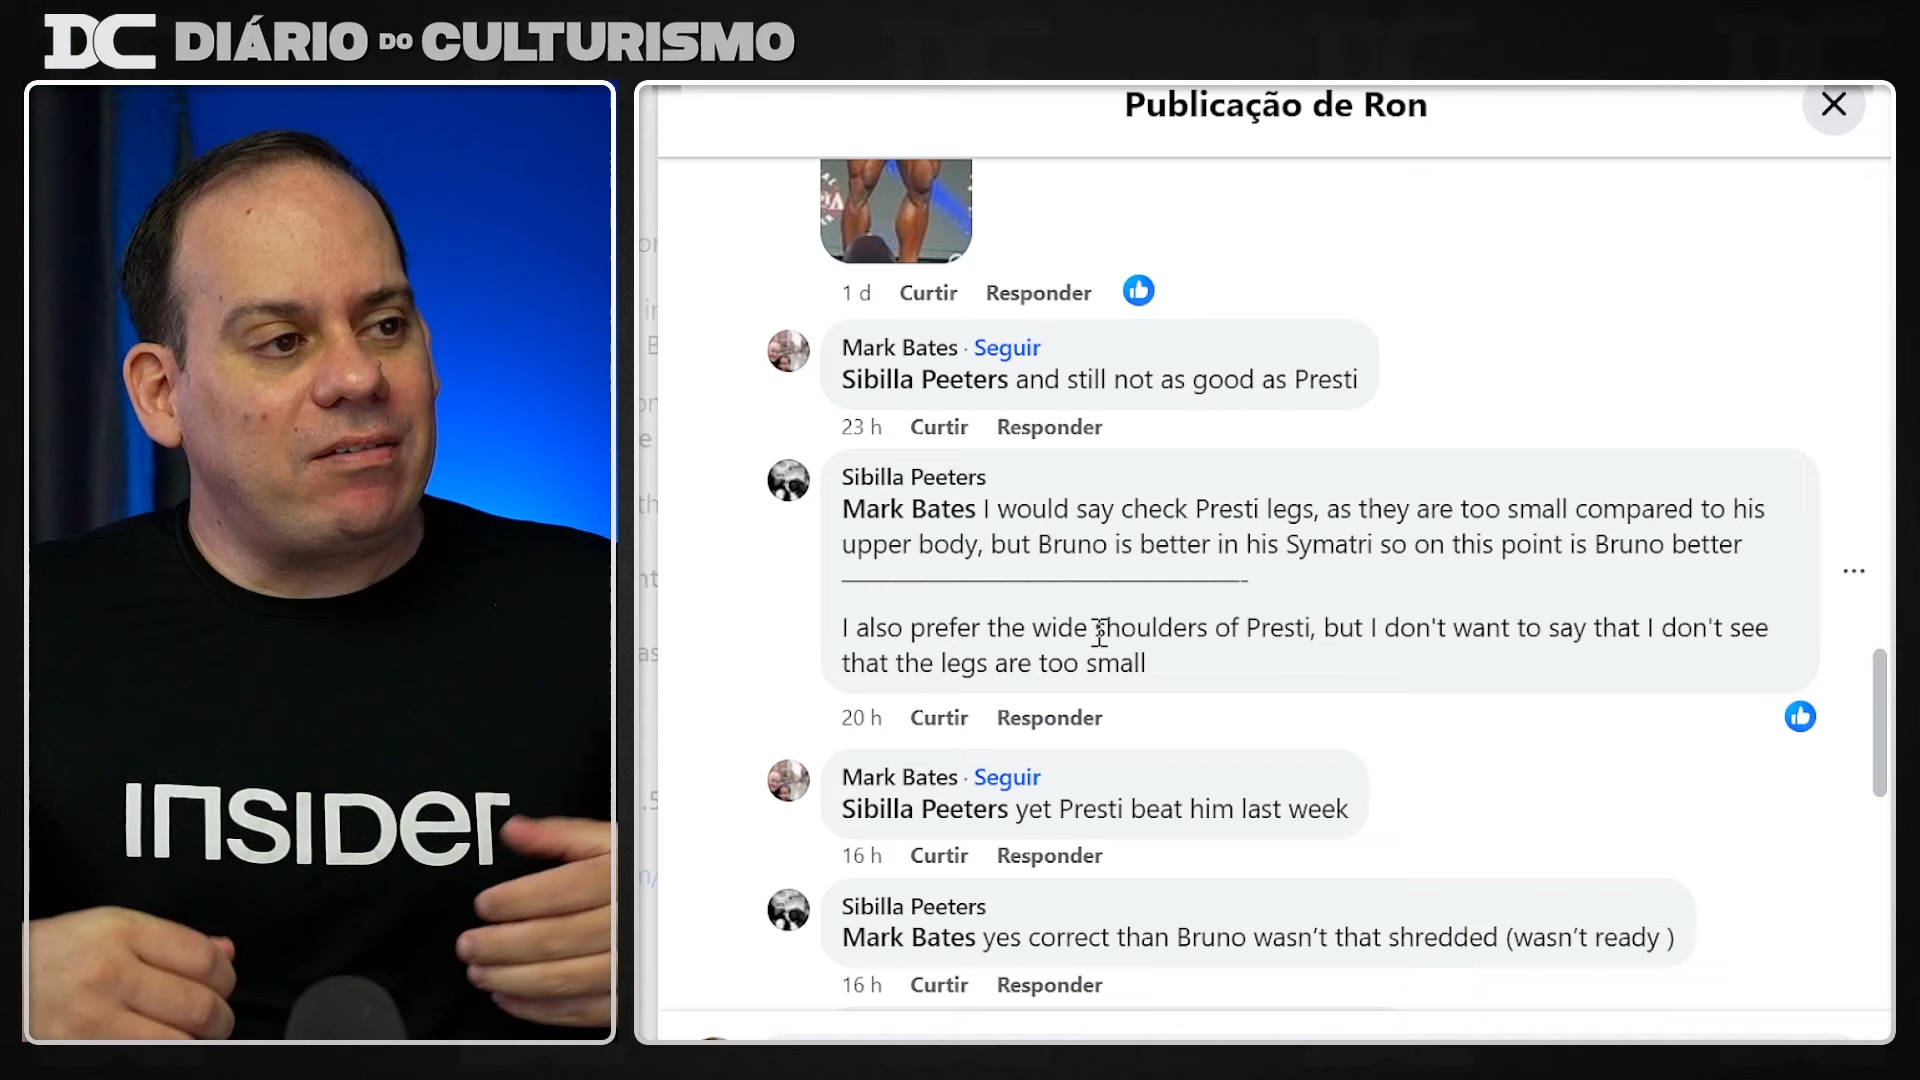 DC DIÁRIO DO CULTURISMO
Publicação de Ron
1 d Curtir Responder
Mark Bates · Seguir
Sibilla Peeters and still not as good as Presti
23 h Curtir Responder
Sibilla Peeters
Mark Bates I would say check Presti legs, as they are too small compared to his
upper body, but Bruno is better in his Symatri so on this point is Bruno better
—————————————————-
I also prefer the wide shoulders of Presti, but I don't want to say that I don't see
that the legs are too small
20 h Curtir Responder
Mark Bates · Seguir
Sibilla Peeters yet Presti beat him last week
16 h Curtir Responder
Sibilla Peeters
Mark Bates yes correct than Bruno wasn’t that shredded (wasn’t ready )
16 h Curtir Responder
INSIDER